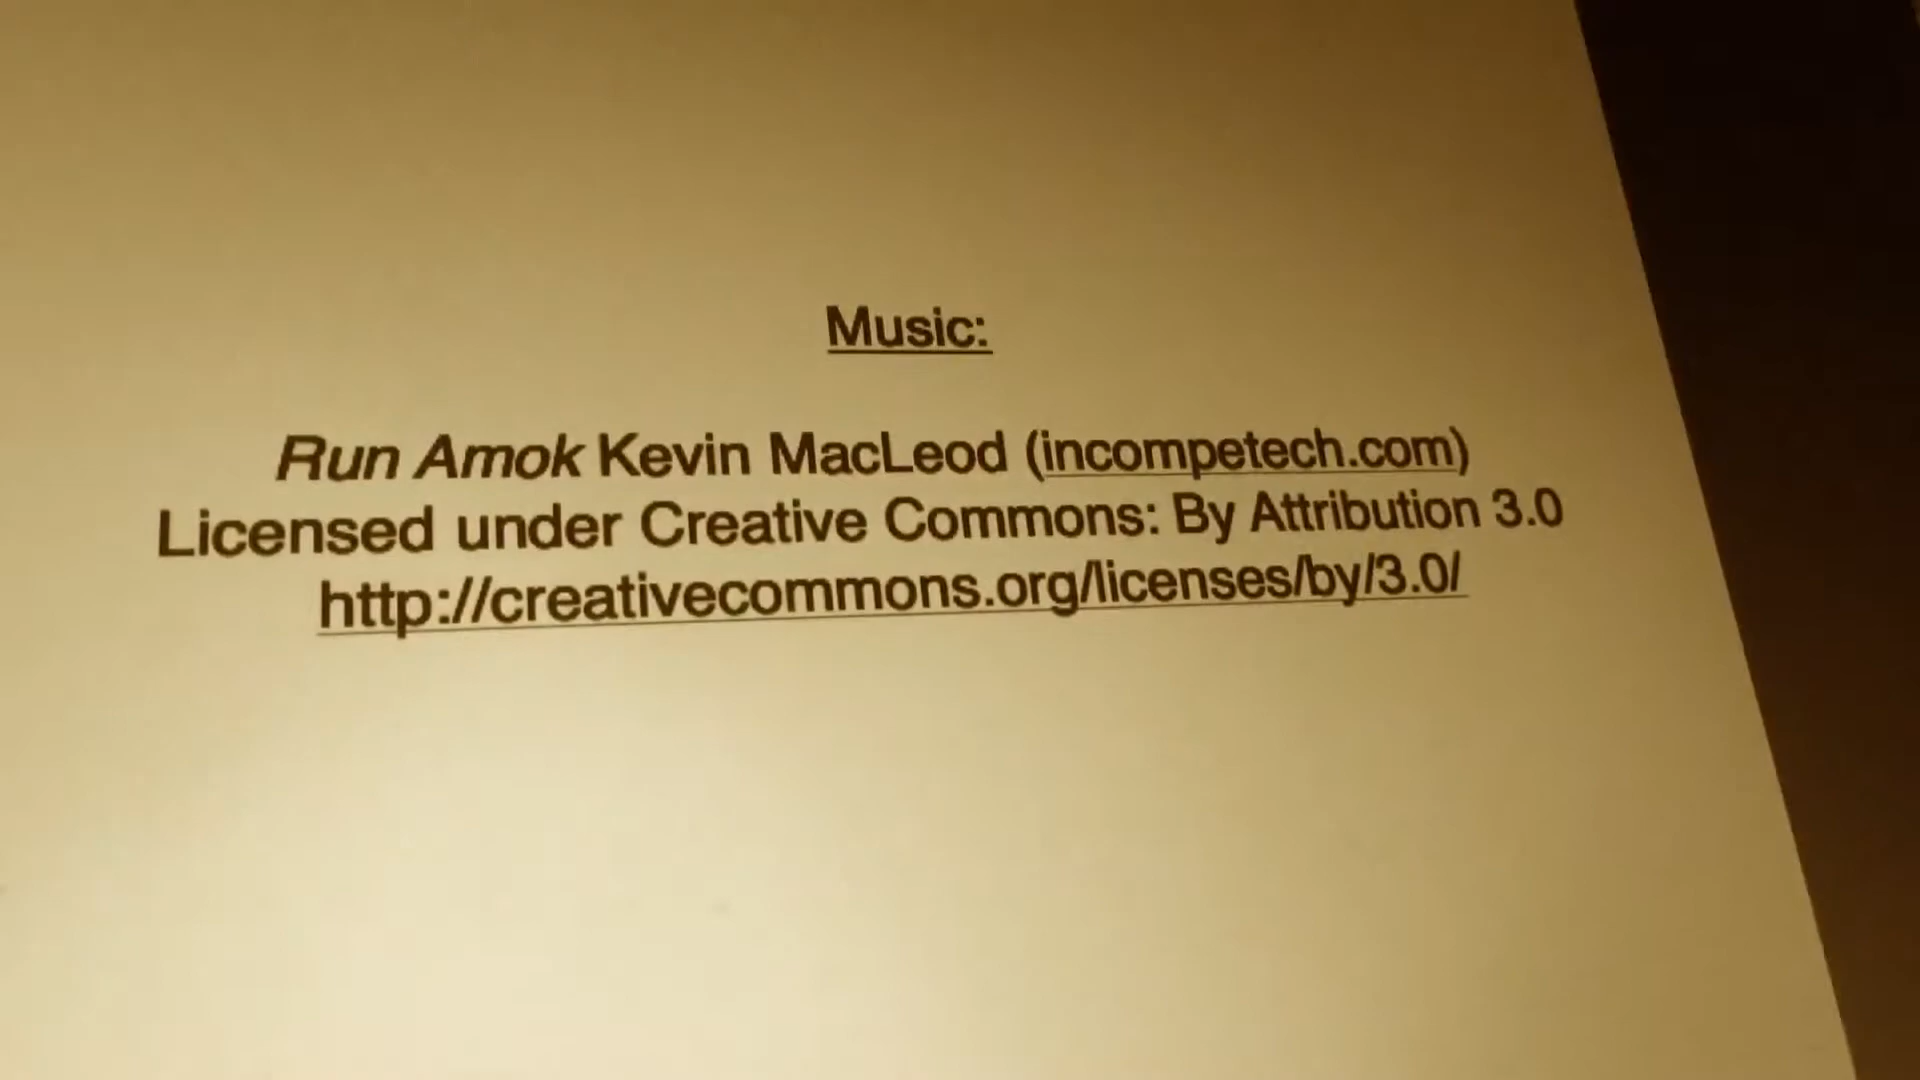 Music:
Run Amok Kevin MacLeod (incompetech.com)
Licensed under Creative Commons: By Attribution 3.0
http://creativecommons.org/licenses/by/3.0/